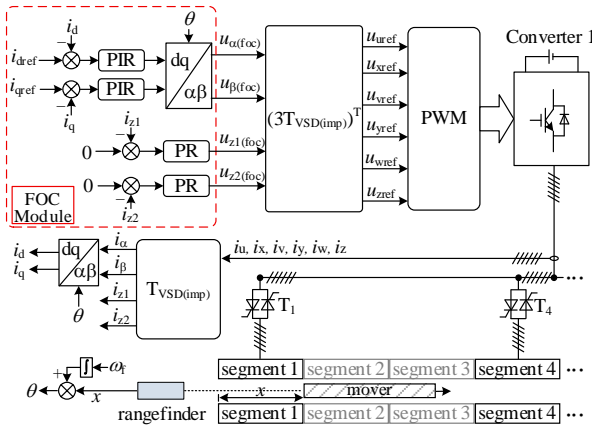 θ
i_d
i_dref
−
PIR
dq
αβ
u_α(foc)
i_qref
−
PIR
u_β(foc)
i_q
i_z1
−
0
PR
u_z1(foc)
0
PR
u_z2(foc)
−
i_z2
FOC
Module
(3T_VSD(imp))^T
u_uref
u_xref
u_vref
u_yref
u_wref
u_zref
PWM
Converter 1
i_d
i_q
dq
αβ
θ
i_α
i_β
i_z1
i_z2
T_VSD(imp)
i_u, i_x, i_v, i_y, i_w, i_z
T_1
T_4
...
segment 1 segment 2 segment 3 segment 4 ...
θ
+
∫
ω_f
x
rangefinder
x
mover
segment 1 segment 2 segment 3 segment 4 ...